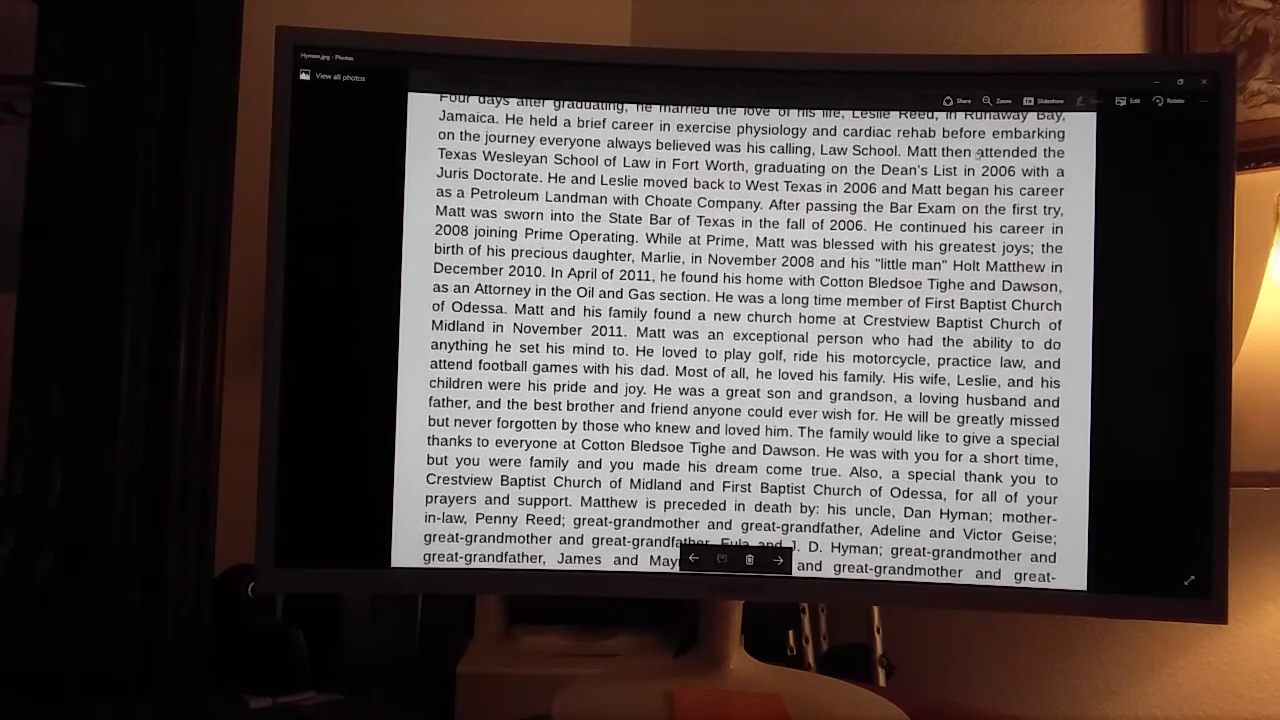 Hymen.jpg - Photos
View all photos
Share Zoom Slideshow Edit Rotate
Four days after graduating, he married the love of his life, Leslie Reed, in Runaway Bay,
Jamaica. He held a brief career in exercise physiology and cardiac rehab before embarking
on the journey everyone always believed was his calling, Law School. Matt then attended the
Texas Wesleyan School of Law in Fort Worth, graduating on the Dean's List in 2006 with a
Juris Doctorate. He and Leslie moved back to West Texas in 2006 and Matt began his career
as a Petroleum Landman with Choate Company. After passing the Bar Exam on the first try,
Matt was sworn into the State Bar of Texas in the fall of 2006. He continued his career in
2008 joining Prime Operating. While at Prime, Matt was blessed with his greatest joys; the
birth of his precious daughter, Marlie, in November 2008 and his "little man" Holt Matthew in
December 2010. In April of 2011, he found his home with Cotton Bledsoe Tighe and Dawson,
as an Attorney in the Oil and Gas section. He was a long time member of First Baptist Church
of Odessa. Matt and his family found a new church home at Crestview Baptist Church of
Midland in November 2011. Matt was an exceptional person who had the ability to do
anything he set his mind to. He loved to play golf, ride his motorcycle, practice law, and
attend football games with his dad. Most of all, he loved his family. His wife, Leslie, and his
children were his pride and joy. He was a great son and grandson, a loving husband and
father, and the best brother and friend anyone could ever wish for. He will be greatly missed
but never forgotten by those who knew and loved him. The family would like to give a special
thanks to everyone at Cotton Bledsoe Tighe and Dawson. He was with you for a short time,
but you were family and you made his dream come true. Also, a special thank you to
Crestview Baptist Church of Midland and First Baptist Church of Odessa, for all of your
prayers and support. Matthew is preceded in death by: his uncle, Dan Hyman; mother-
in-law, Penny Reed; great-grandmother and great-grandfather, Adeline and Victor Geise;
great-grandmother and great-grandfather, Eula and J. D. Hyman; great-grandmother and
great-grandfather, James and and great-grandmother and great-